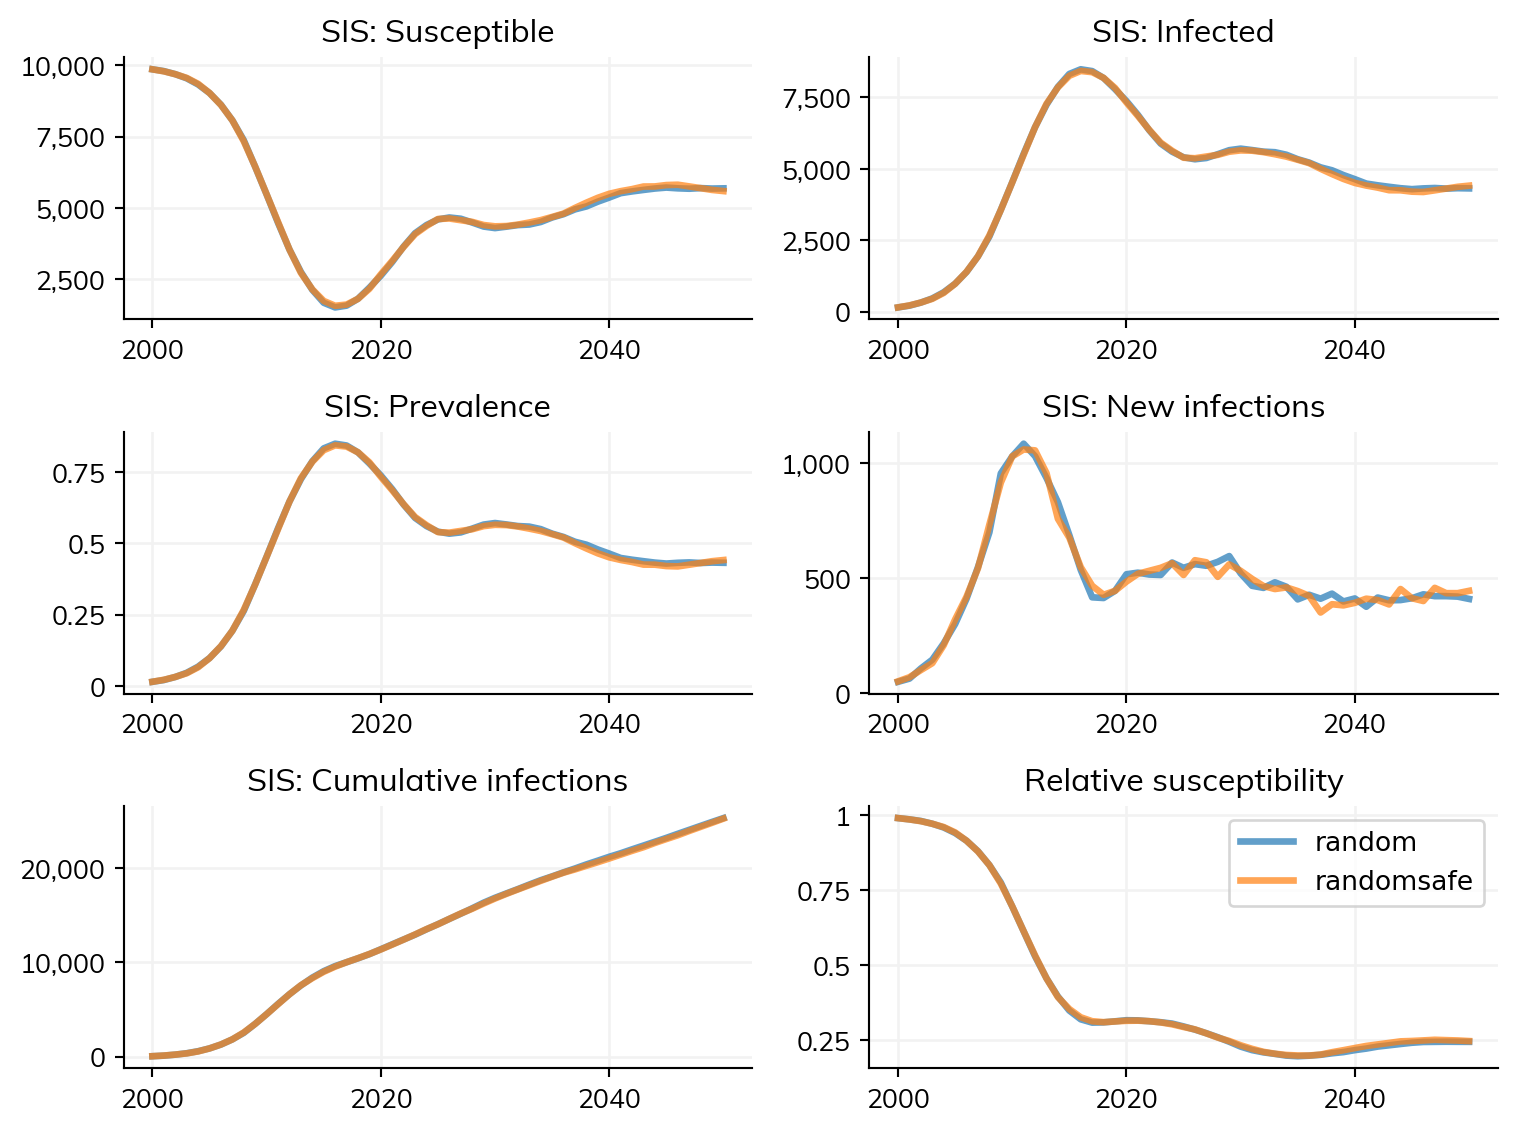 SIS: Susceptible
10,000
7,500
5,000
2,500
2000 2020 2040
SIS: Infected
7,500
5,000
2,500
0
2000 2020 2040
SIS: Prevalence
0.75
0.5
0.25
0
2000 2020 2040
SIS: New infections
1,000
500
0
2000 2020 2040
SIS: Cumulative infections
20,000
10,000
0
2000 2020 2040
Relative susceptibility
1
0.75
0.5
0.25
random
randomsafe
2000 2020 2040